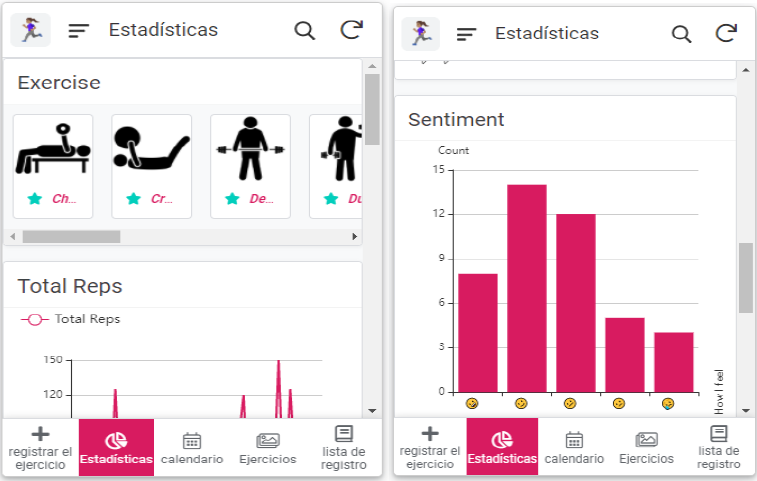 Estadísticas
Exercise
Ch...
Cr...
De...
Du
Total Reps
Total Reps
150
120
registrar el
ejercicio
Estadísticas
calendario
Ejercicios
lista de
registro
Estadísticas
Sentiment
Count
15
12
9
6
3
0
How I feel
registrar el
ejercicio
Estadísticas
calendario
Ejercicios
lista de
registro